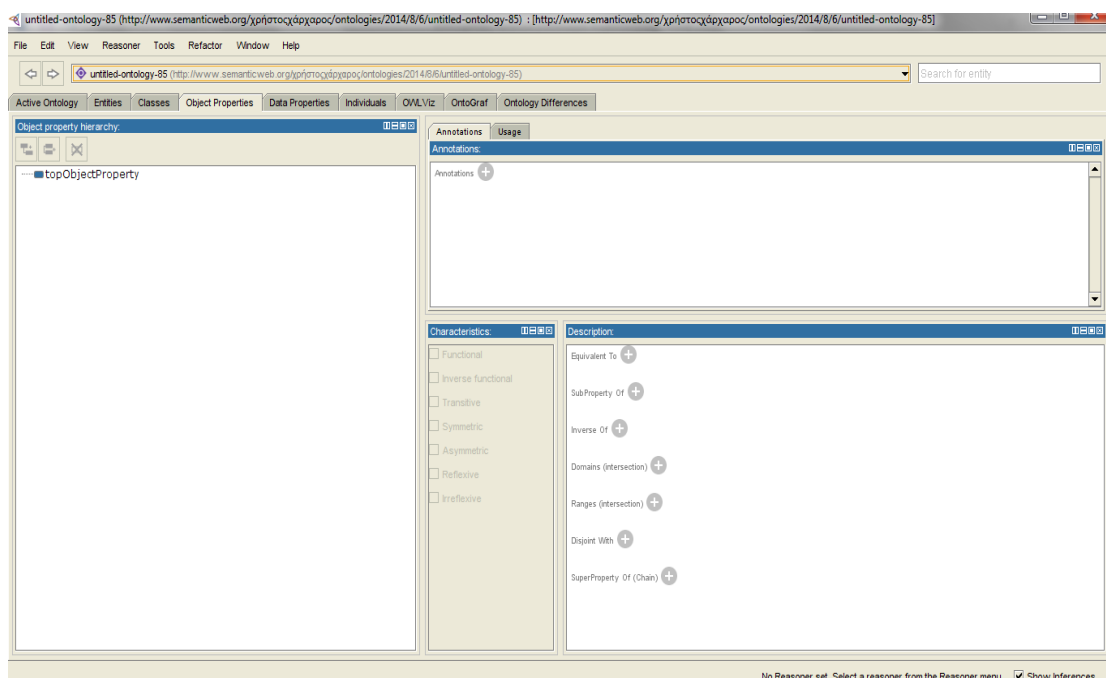 untitled-ontology-85 (http://www.semanticweb.org/χρήστοςχάρχαρος/ontologies/2014/8/6/untitled-ontology-85) : [http://www.semanticweb.org/χρήστοςχάρχαρος/ontologies/2014/8/6/untitled-ontology-85]
File Edit View Reasoner Tools Refactor Window Help
untitled-ontology-85 (http://www.semanticweb.org/χρήστοςχάρχαρος/ontologies/2014/8/6/untitled-ontology-85)
Search for entity
Active Ontology Entities Classes Object Properties Data Properties Individuals OWLViz OntoGraf Ontology Differences
Object property hierarchy:
topObjectProperty
Annotations Usage
Annotations:
Annotations
Characteristics:
Functional
Inverse functional
Transitive
Symmetric
Asymmetric
Reflexive
Irreflexive
Description:
Equivalent To
SubProperty Of
Inverse Of
Domains (intersection)
Ranges (intersection)
Disjoint With
SuperProperty Of (Chain)
No Reasoner set. Select a reasoner from the Reasoner menu Show Inferences